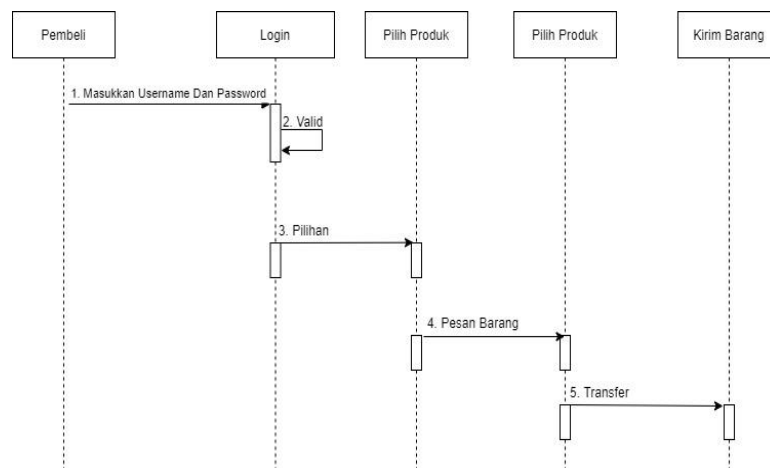 Pembeli
Login
Pilih Produk
Pilih Produk
Kirim Barang
1. Masukkan Username Dan Password
2. Valid
3. Pilihan
4. Pesan Barang
5. Transfer